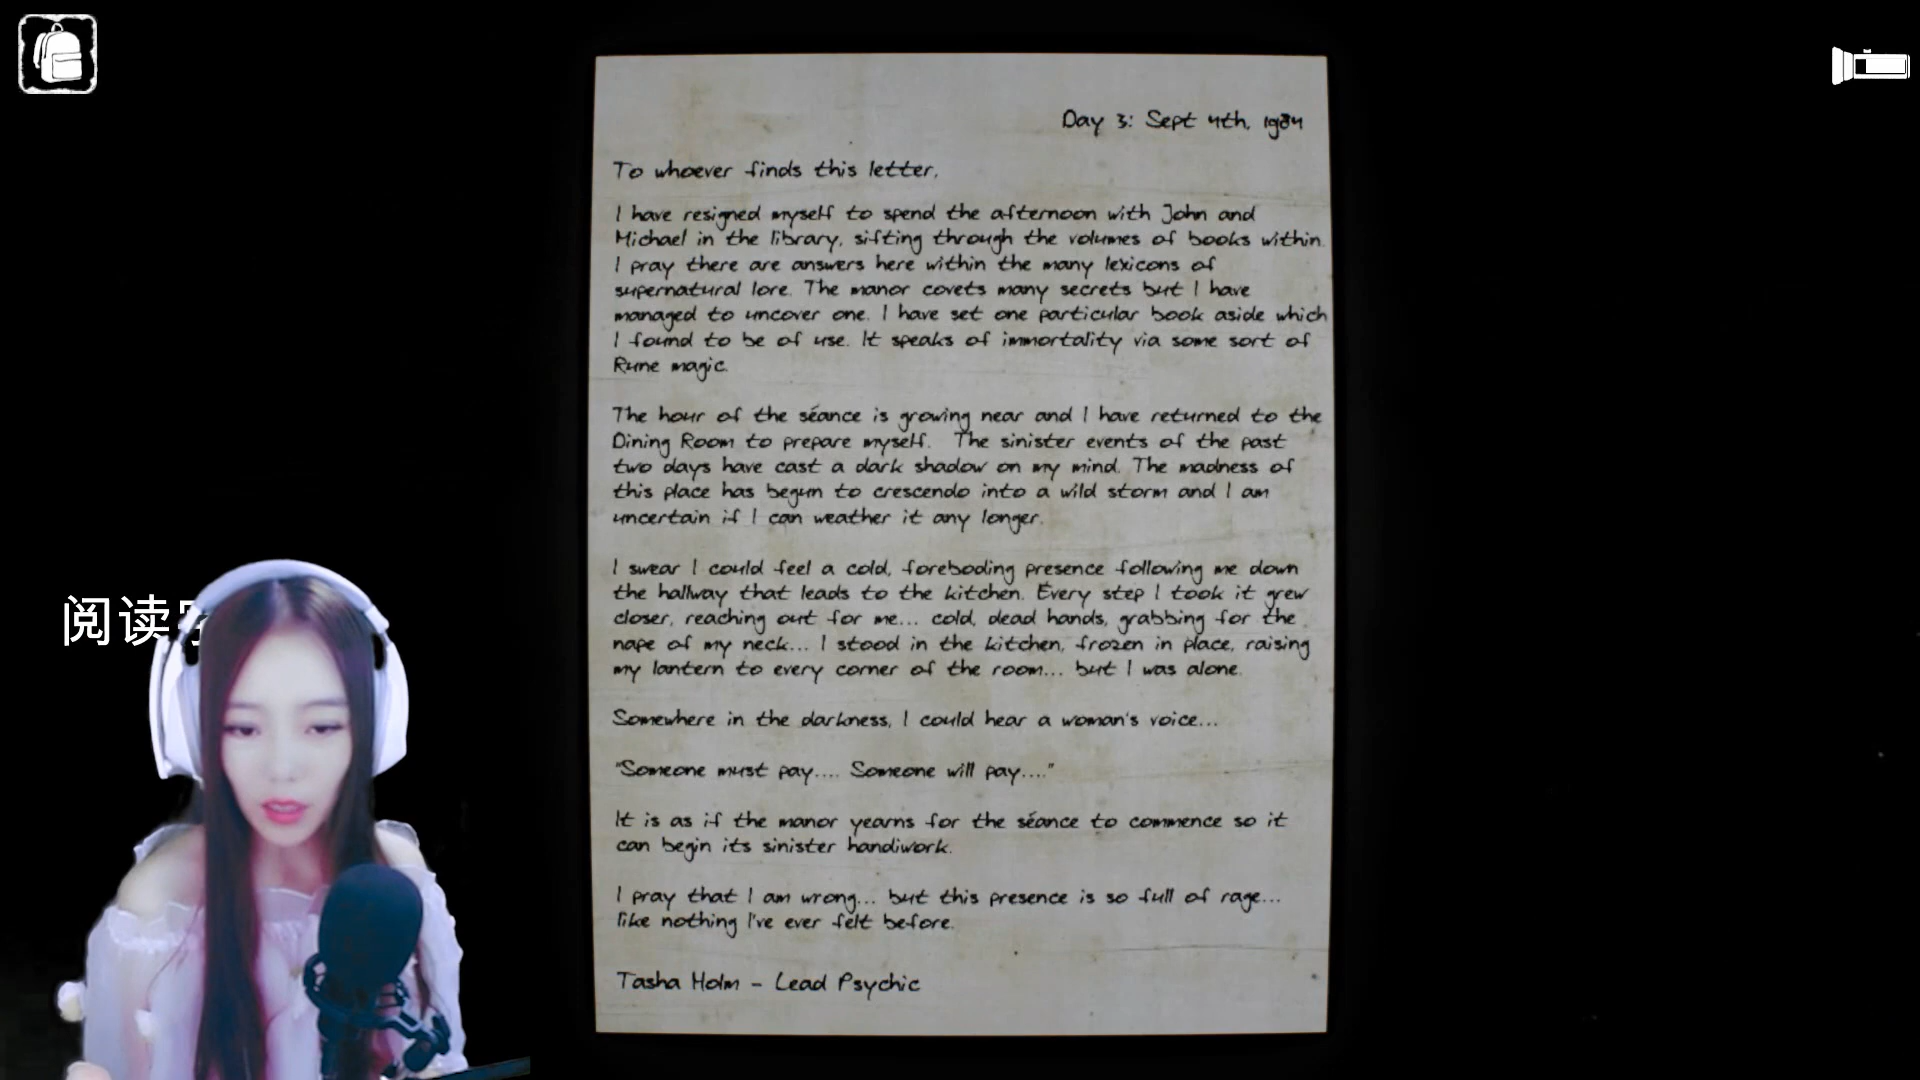 Day 3: Sept 4th, 1984
To whoever finds this letter,
I have resigned myself to spend the afternoon with John and
Michael in the library, sifting through the volumes of books within.
I pray there are answers here within the many lexicons of
supernatural lore. The manor covets many secrets but I have
managed to uncover one. I have set one particular book aside which
I found to be of use. It speaks of immortality via some sort of
Rune magic.
The hour of the séance is growing near and I have returned to the
Dining Room to prepare myself. The sinister events of the past
two days have cast a dark shadow on my mind. The madness of
this place has begun to crescendo into a wild storm and I am
uncertain if I can weather it any longer.
I swear I could feel a cold, foreboding presence following me down
the hallway that leads to the kitchen. Every step I took it grew
closer, reaching out for me... cold, dead hands, grabbing for the
nape of my neck... I stood in the kitchen, frozen in place, raising
my lantern to every corner of the room... but I was alone.
Somewhere in the darkness, I could hear a woman's voice...
"Someone must pay.... Someone will pay...."
It is as if the manor yearns for the séance to commence so it
can begin its sinister handiwork.
I pray that I am wrong... but this presence is so full of rage...
like nothing I've ever felt before.
Tasha Holm - Lead Psychic
阅读